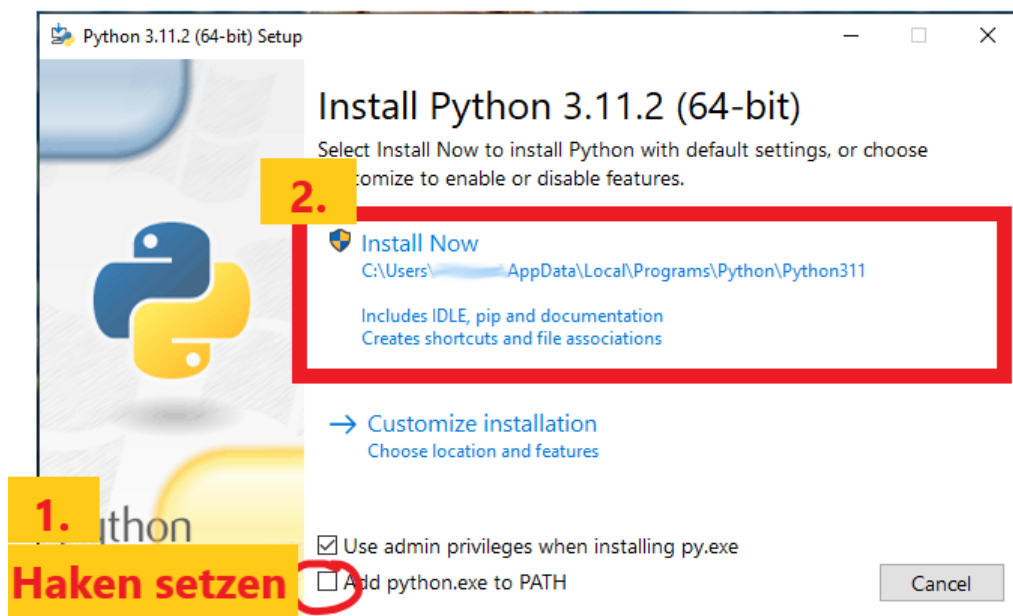 Python 3.11.2 (64-bit) Setup
Install Python 3.11.2 (64-bit)
Select Install Now to install Python with default settings, or choose
tomize to enable or disable features.
2.
Install Now
C:\Users\ AppData\Local\Programs\Python\Python311
Includes IDLE, pip and documentation
Creates shortcuts and file associations
→ Customize installation
Choose location and features
1.
ython
Haken setzen
Use admin privileges when installing py.exe
Add python.exe to PATH
Cancel